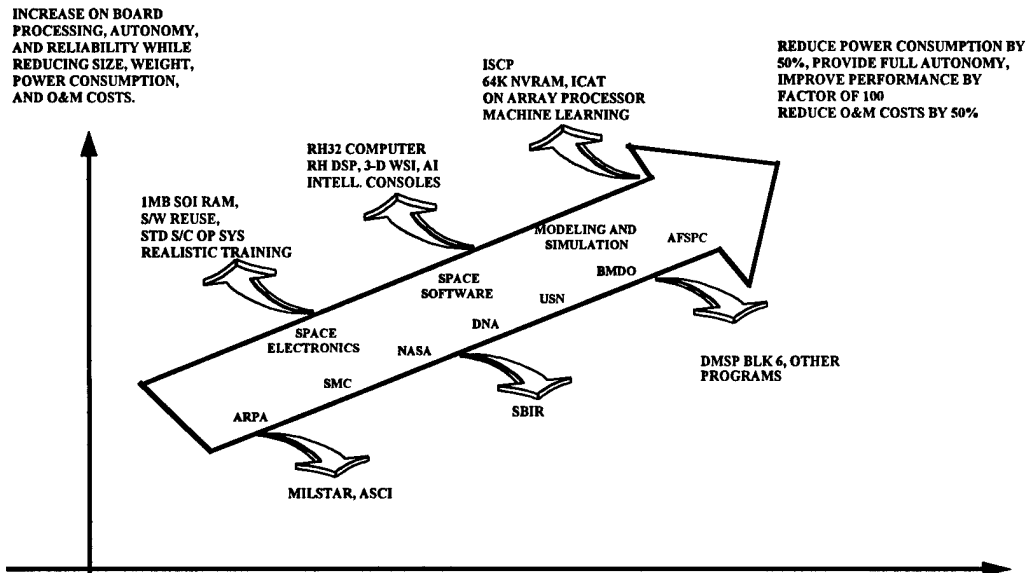 INCREASE ON BOARD
PROCESSING, AUTONOMY,
AND RELIABILITY WHILE
REDUCING SIZE, WEIGHT,
POWER CONSUMPTION,
AND O&M COSTS.
ISCP
64K NVRAM, ICAT
ON ARRAY PROCESSOR
MACHINE LEARNING
REDUCE POWER CONSUMPTION BY
50%, PROVIDE FULL AUTONOMY,
IMPROVE PERFORMANCE BY
FACTOR OF 100
REDUCE O&M COSTS BY 50%
RH32 COMPUTER
RH DSP, 3-D WSI, AI
INTELL. CONSOLES
1MB SOI RAM,
S/W REUSE,
STD S/C OP SYS
REALISTIC TRAINING
MODELING AND
SIMULATION
AFSPC
BMDO
SPACE
SOFTWARE
USN
DNA
SPACE
ELECTRONICS
NASA
SMC
ARPA
DMSP BLK 6, OTHER
PROGRAMS
SBIR
MILSTAR, ASCI